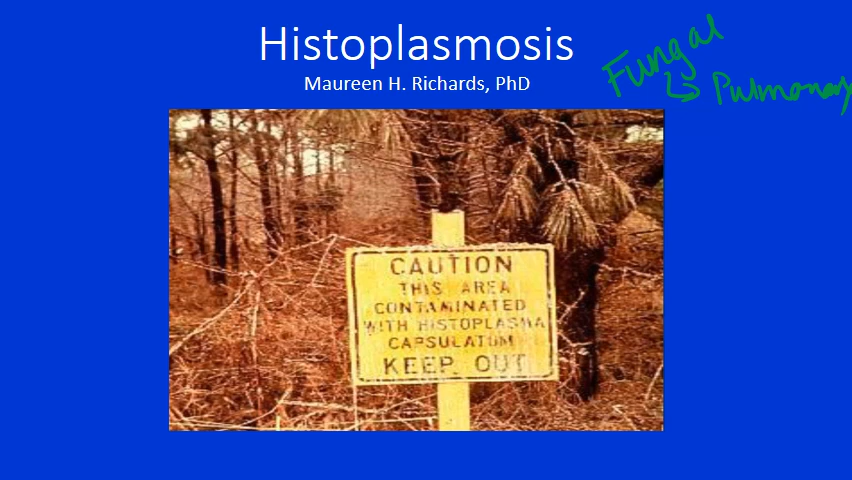 Histoplasmosis
Maureen H. Richards, PhD
Fungal
↳ Pulmonary
CAUTION
THIS AREA
CONTAMINATED
WITH HISTOPLASMA
CAPSULATUM
KEEP OUT